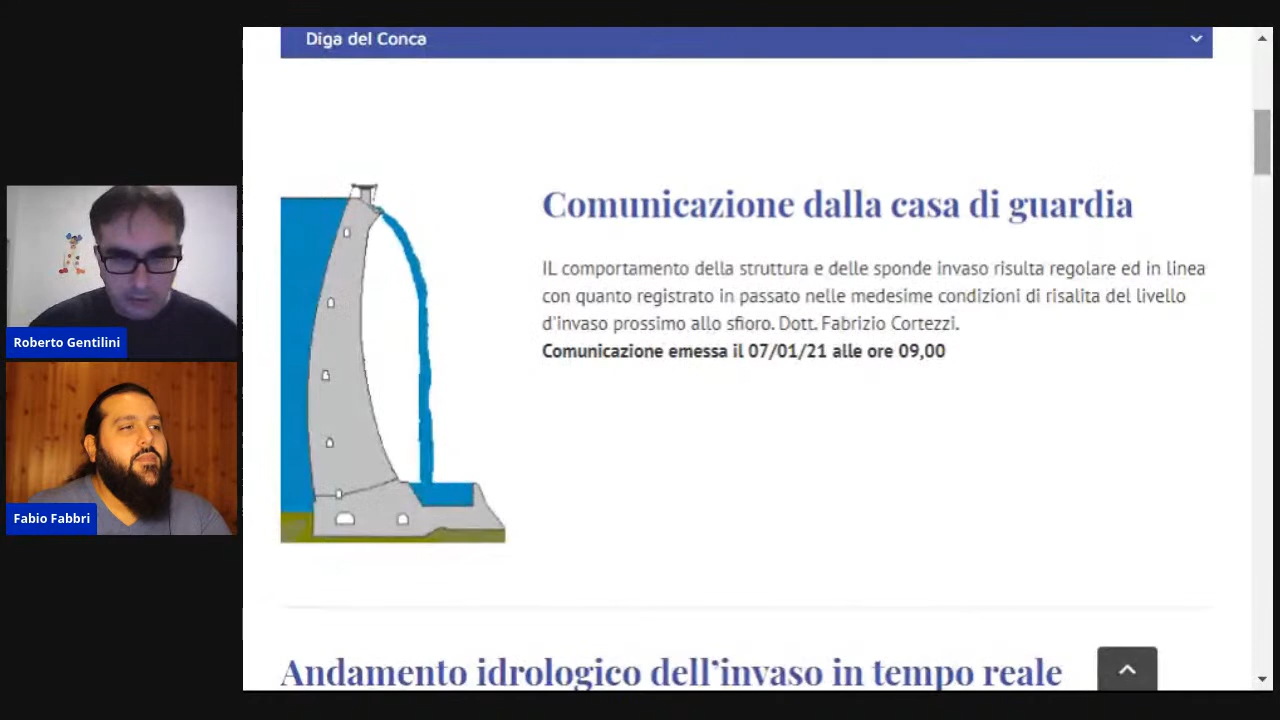 Diga del Conca
Comunicazione dalla casa di guardia
IL comportamento della struttura e delle sponde invaso risulta regolare ed in linea
con quanto registrato in passato nelle medesime condizioni di risalita del livello
d'invaso prossimo allo sfioro. Dott. Fabrizio Cortezzi.
Comunicazione emessa il 07/01/21 alle ore 09,00
Roberto Gentilini
Fabio Fabbri
Andamento idrologico dell'invaso in tempo reale